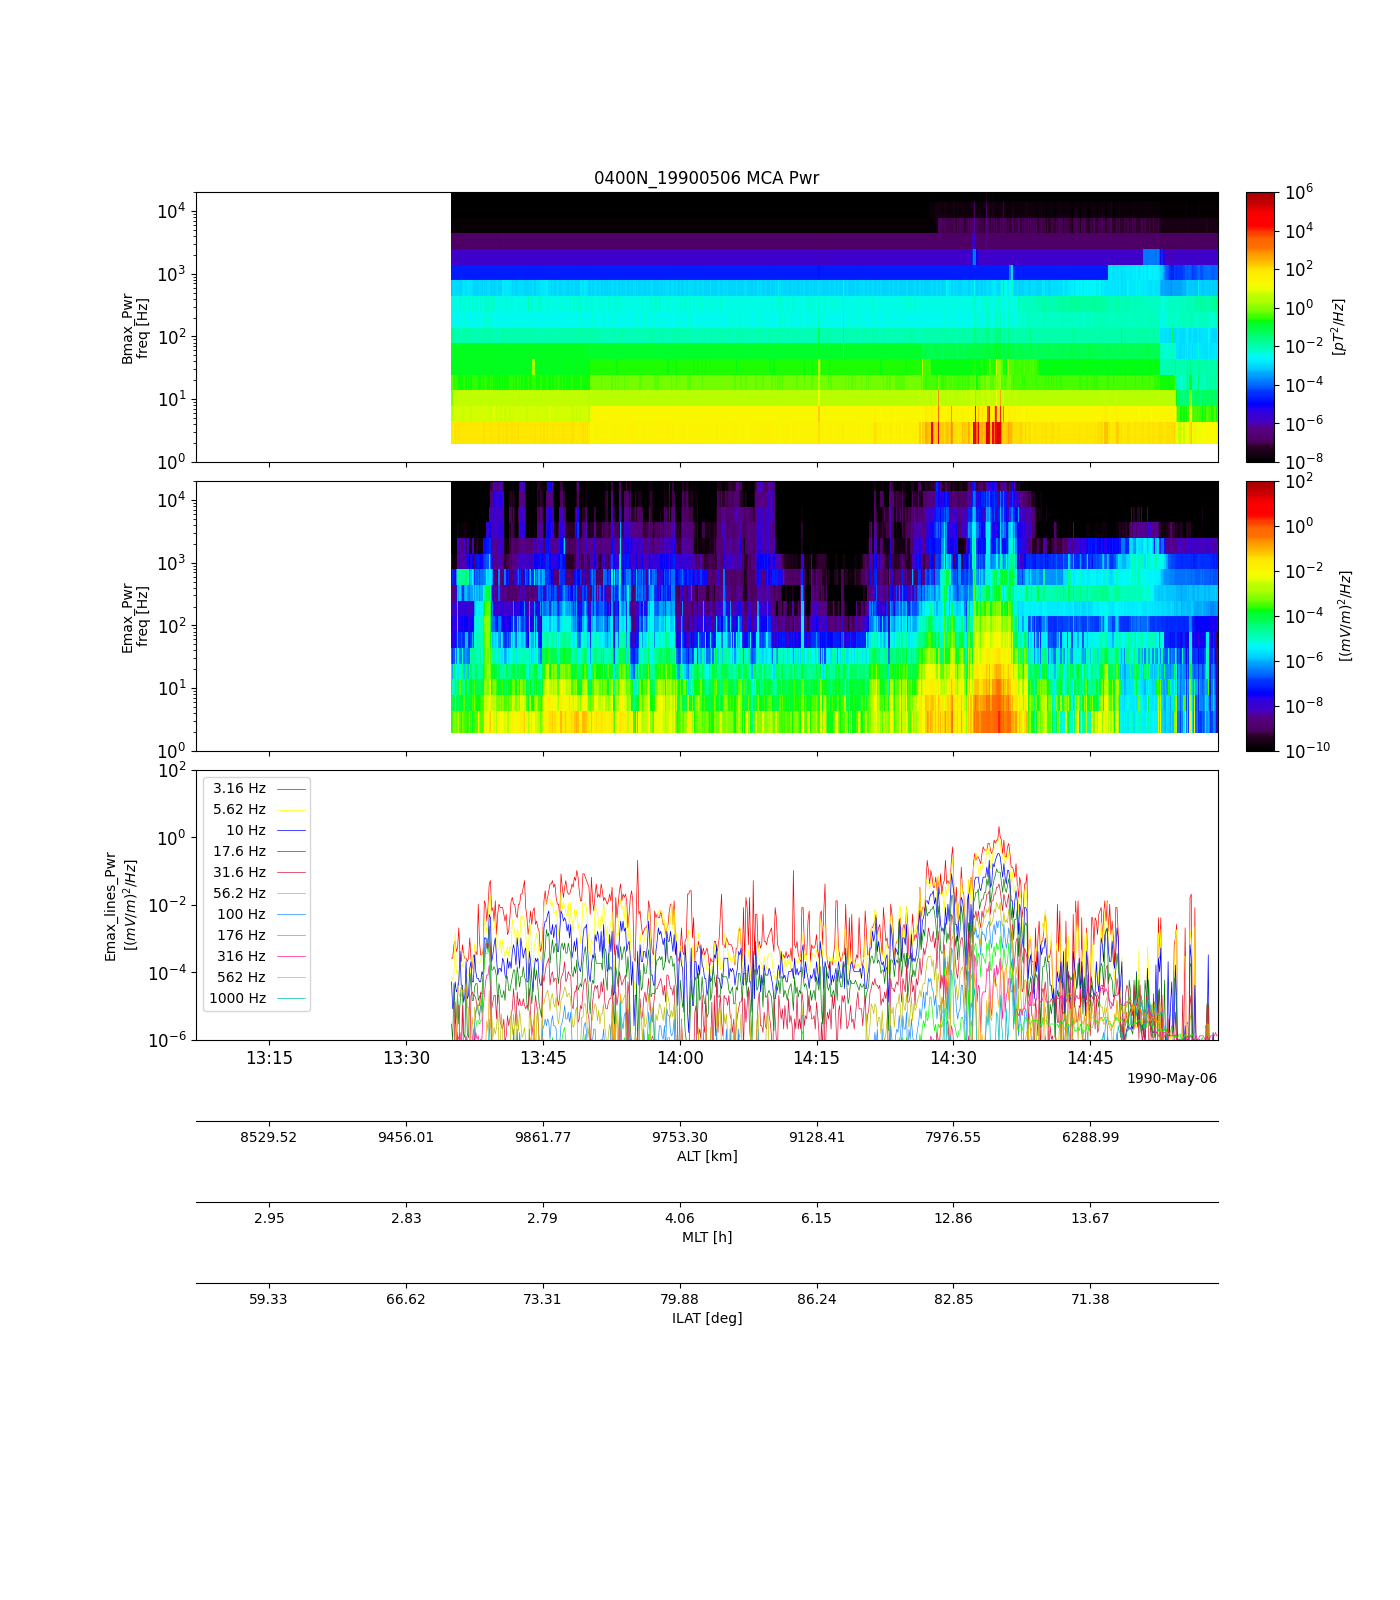 0400N_19900506 MCA Pwr
Bmax_Pwr
freq [Hz]
10^4
10^3
10^2
10^1
10^0
10^6
10^4
10^2
10^0
10^-2
10^-4
10^-6
10^-8
[pT^2/Hz]
Emax_Pwr
freq [Hz]
10^4
10^3
10^2
10^1
10^0
10^2
10^0
10^-2
10^-4
10^-6
10^-8
10^-10
[(mV/m)^2/Hz]
Emax_lines_Pwr
[(mV/m)^2/Hz]
10^2
10^0
10^-2
10^-4
10^-6
3.16 Hz
5.62 Hz
10 Hz
17.6 Hz
31.6 Hz
56.2 Hz
100 Hz
176 Hz
316 Hz
562 Hz
1000 Hz
13:15 13:30 13:45 14:00 14:15 14:30 14:45
1990-May-06
8529.52 9456.01 9861.77 9753.30 9128.41 7976.55 6288.99
ALT [km]
2.95 2.83 2.79 4.06 6.15 12.86 13.67
MLT [h]
59.33 66.62 73.31 79.88 86.24 82.85 71.38
ILAT [deg]